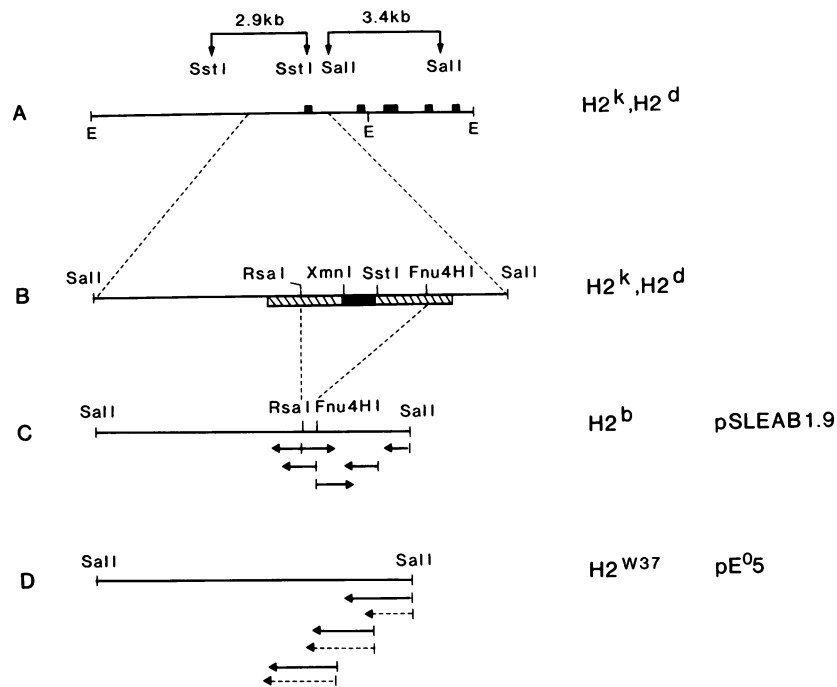 2.9kb 3.4kb
SstI SstI SalI SalI
A E E E H2k,H2d
SalI RsaI XmnI SstI Fnu4HI SalI
B H2k,H2d
SalI RsaI Fnu4HI SalI
C H2b pSLEAB1.9
SalI SalI
D H2w37 pE05